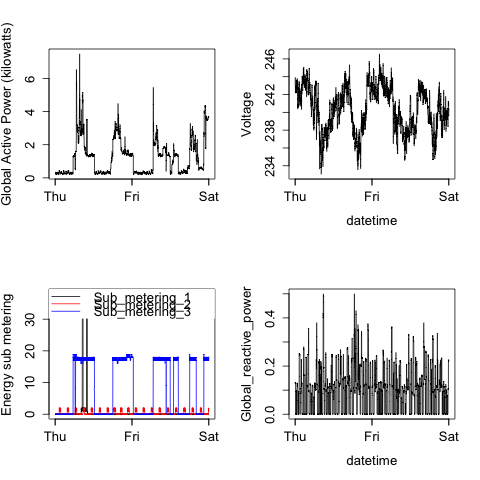 Global Active Power (kilowatts)
0 2 4 6
Thu Fri Sat
Voltage
234 238 242 246
Thu Fri Sat
datetime
Energy sub metering
0 10 20 30
Sub_metering_1
Sub_metering_2
Sub_metering_3
Thu Fri Sat
Global_reactive_power
0.0 0.2 0.4
Thu Fri Sat
datetime